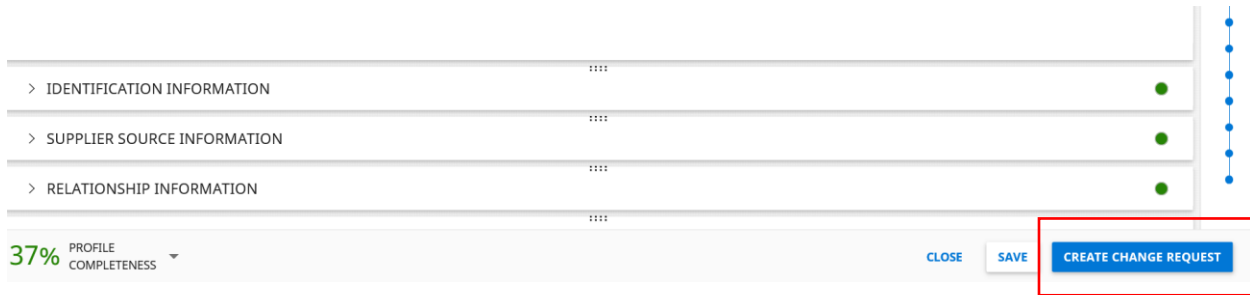 IDENTIFICATION INFORMATION
SUPPLIER SOURCE INFORMATION
RELATIONSHIP INFORMATION
37% PROFILE
COMPLETENESS
CLOSE SAVE CREATE CHANGE REQUEST